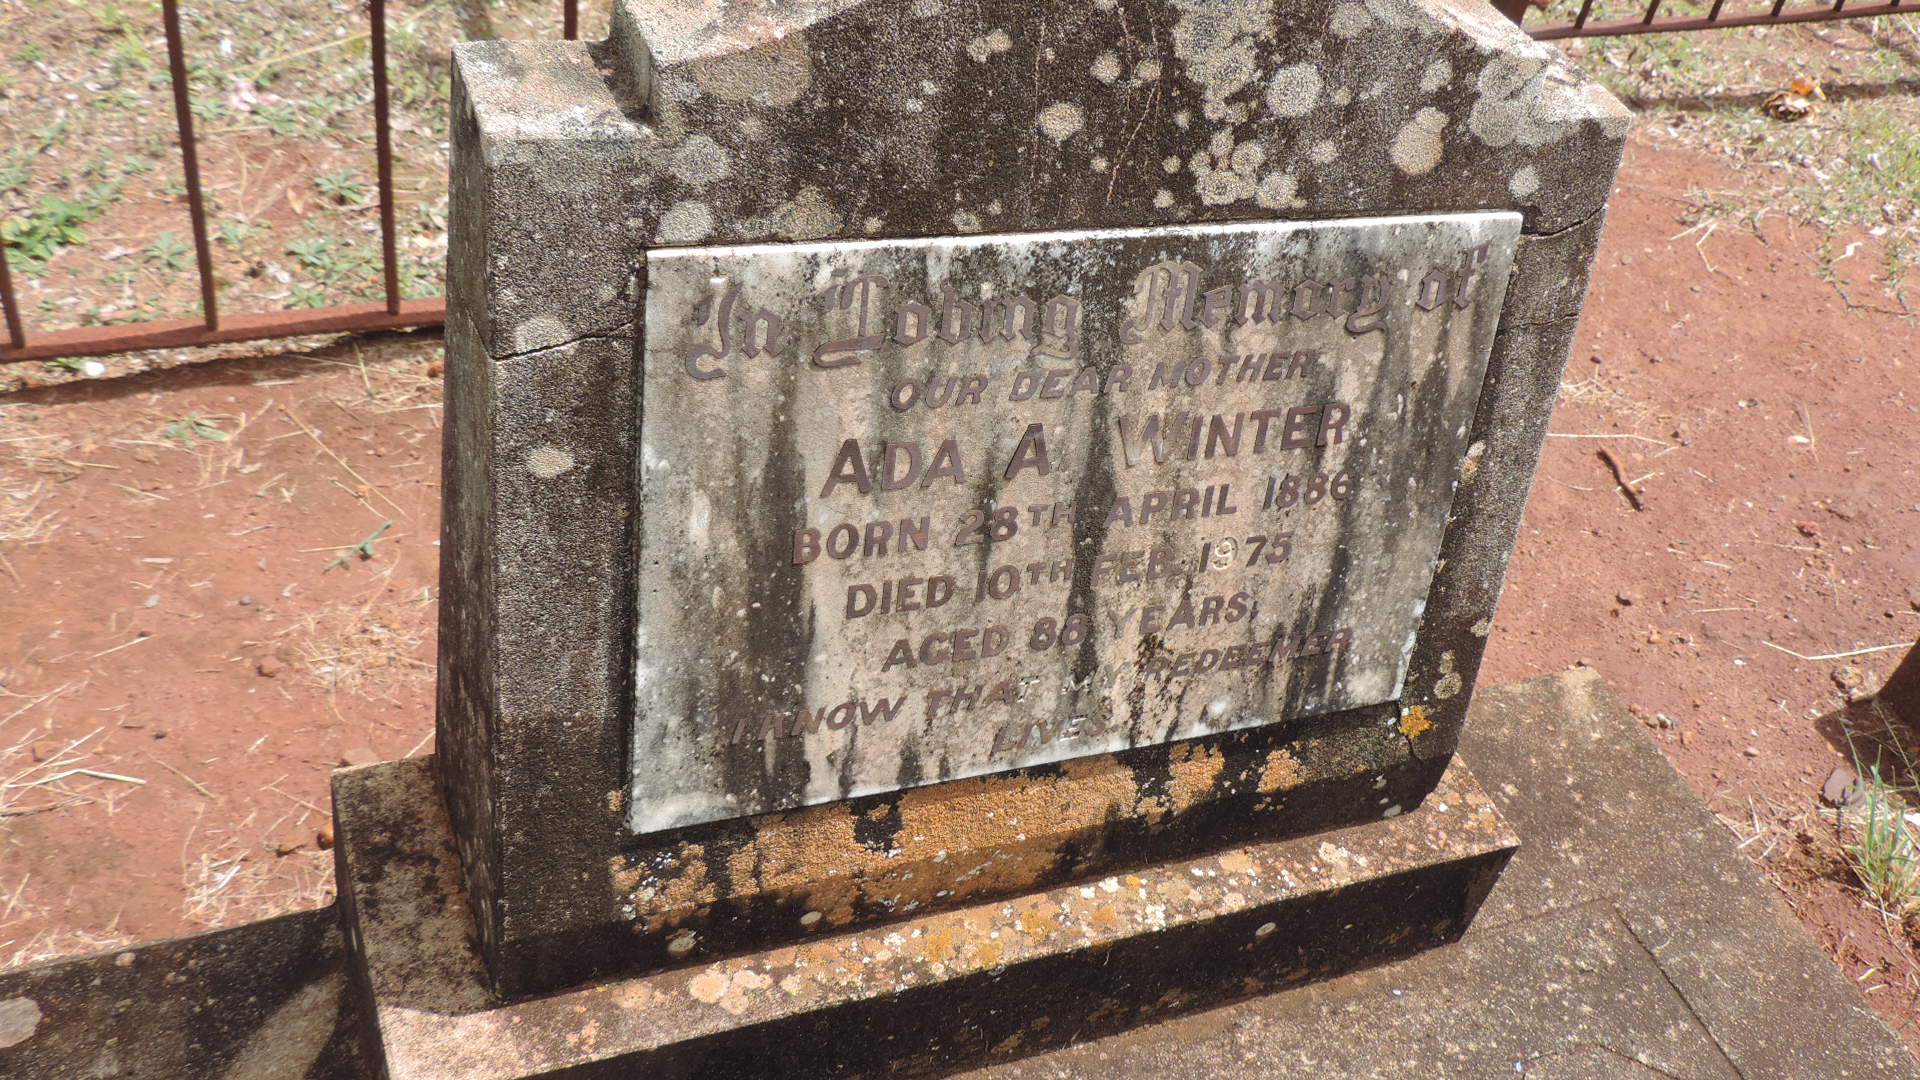 In Loving Memory of
OUR DEAR MOTHER
ADA A. WINTER
BORN 28TH APRIL 1886
DIED 10TH FEB. 1975
AGED 88 YEARS.
I KNOW THAT MY REDEEMER
LIVES